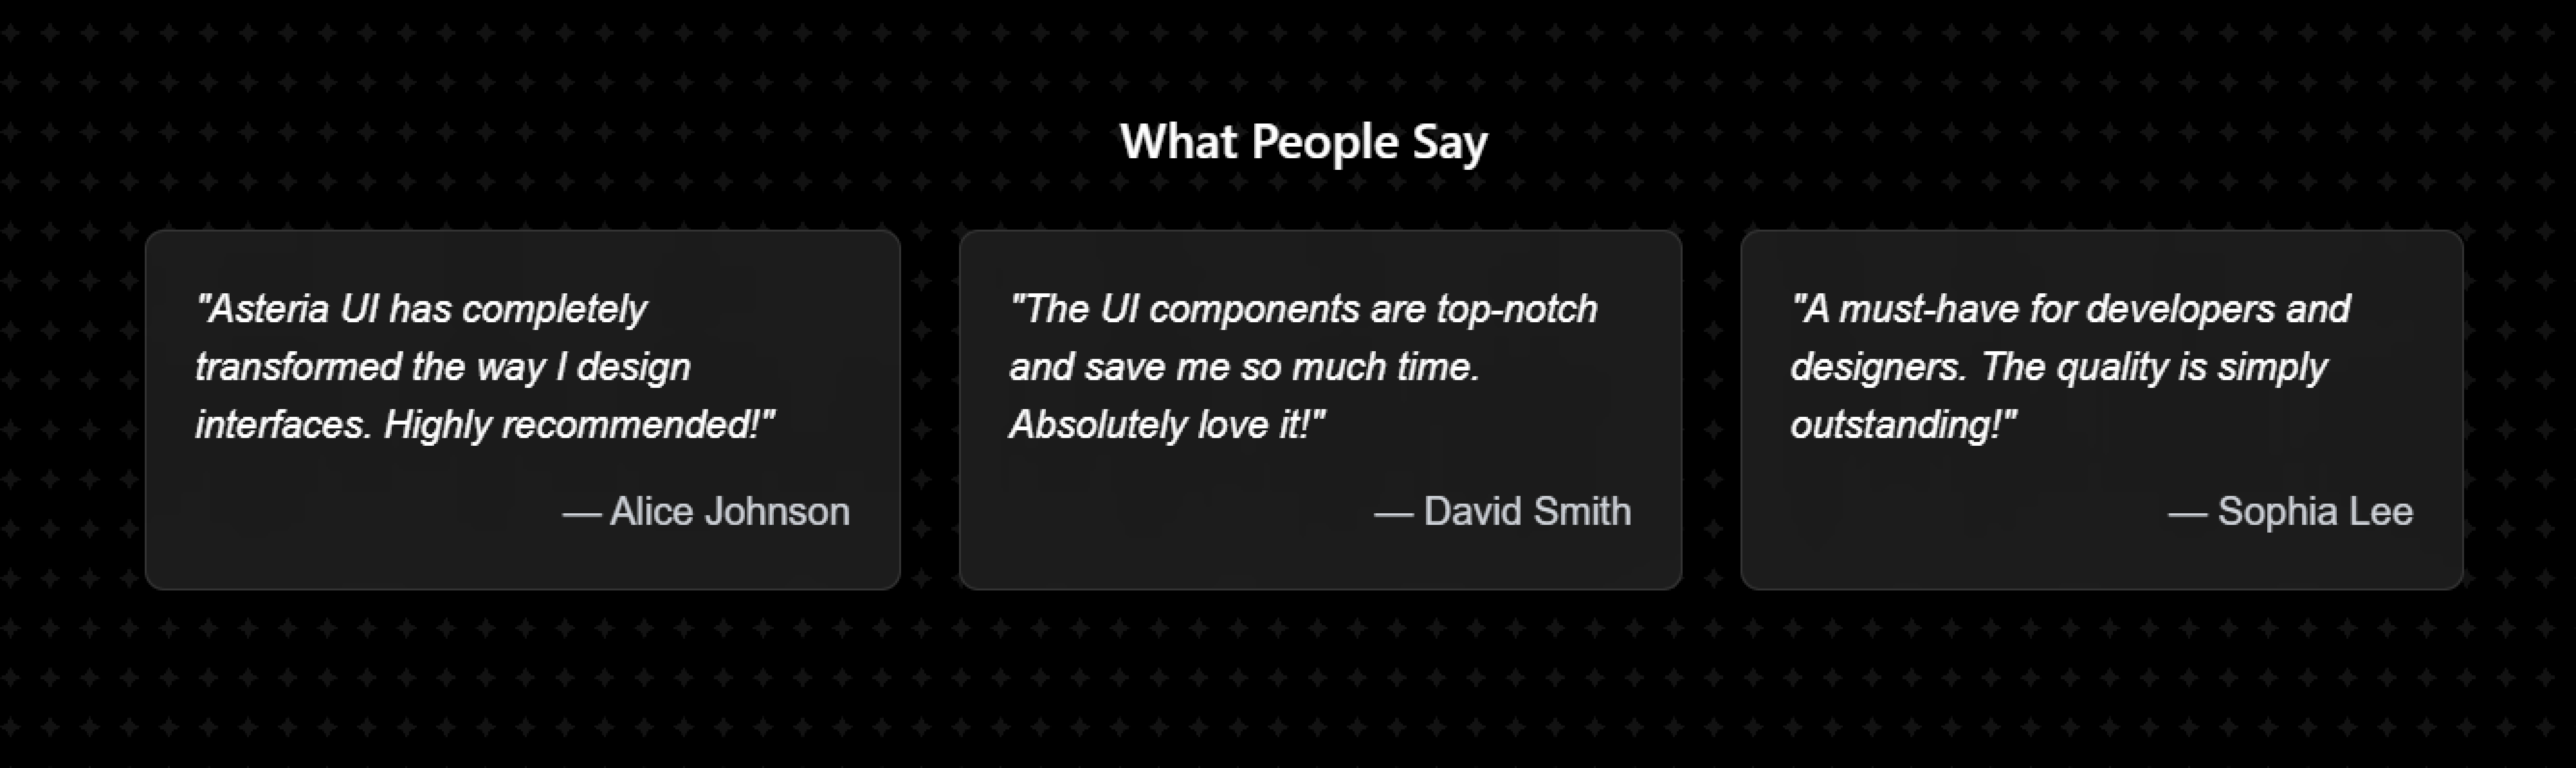 What People Say
"Asteria UI has completely
transformed the way I design
interfaces. Highly recommended!"
— Alice Johnson
"The UI components are top-notch
and save me so much time.
Absolutely love it!"
— David Smith
"A must-have for developers and
designers. The quality is simply
outstanding!"
— Sophia Lee